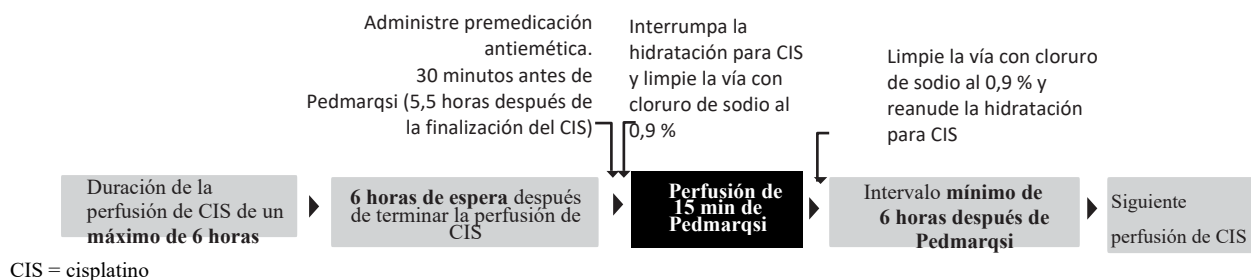 Administre premedicación
antiemética.
30 minutos antes de
Pedmarqsi (5,5 horas después de
la finalización del CIS)
Interrumpa la
hidratación para CIS
y limpie la vía con
cloruro de sodio al
0,9 %
Limpie la vía con cloruro
de sodio al 0,9 % y
reanude la hidratación
para CIS
Duración de la
perfusión de CIS de un
máximo de 6 horas
6 horas de espera después
de terminar la perfusión de
CIS
Perfusión de
15 min de
Pedmarqsi
Intervalo mínimo de
6 horas después de
Pedmarqsi
Siguiente
perfusión de CIS
CIS = cisplatino